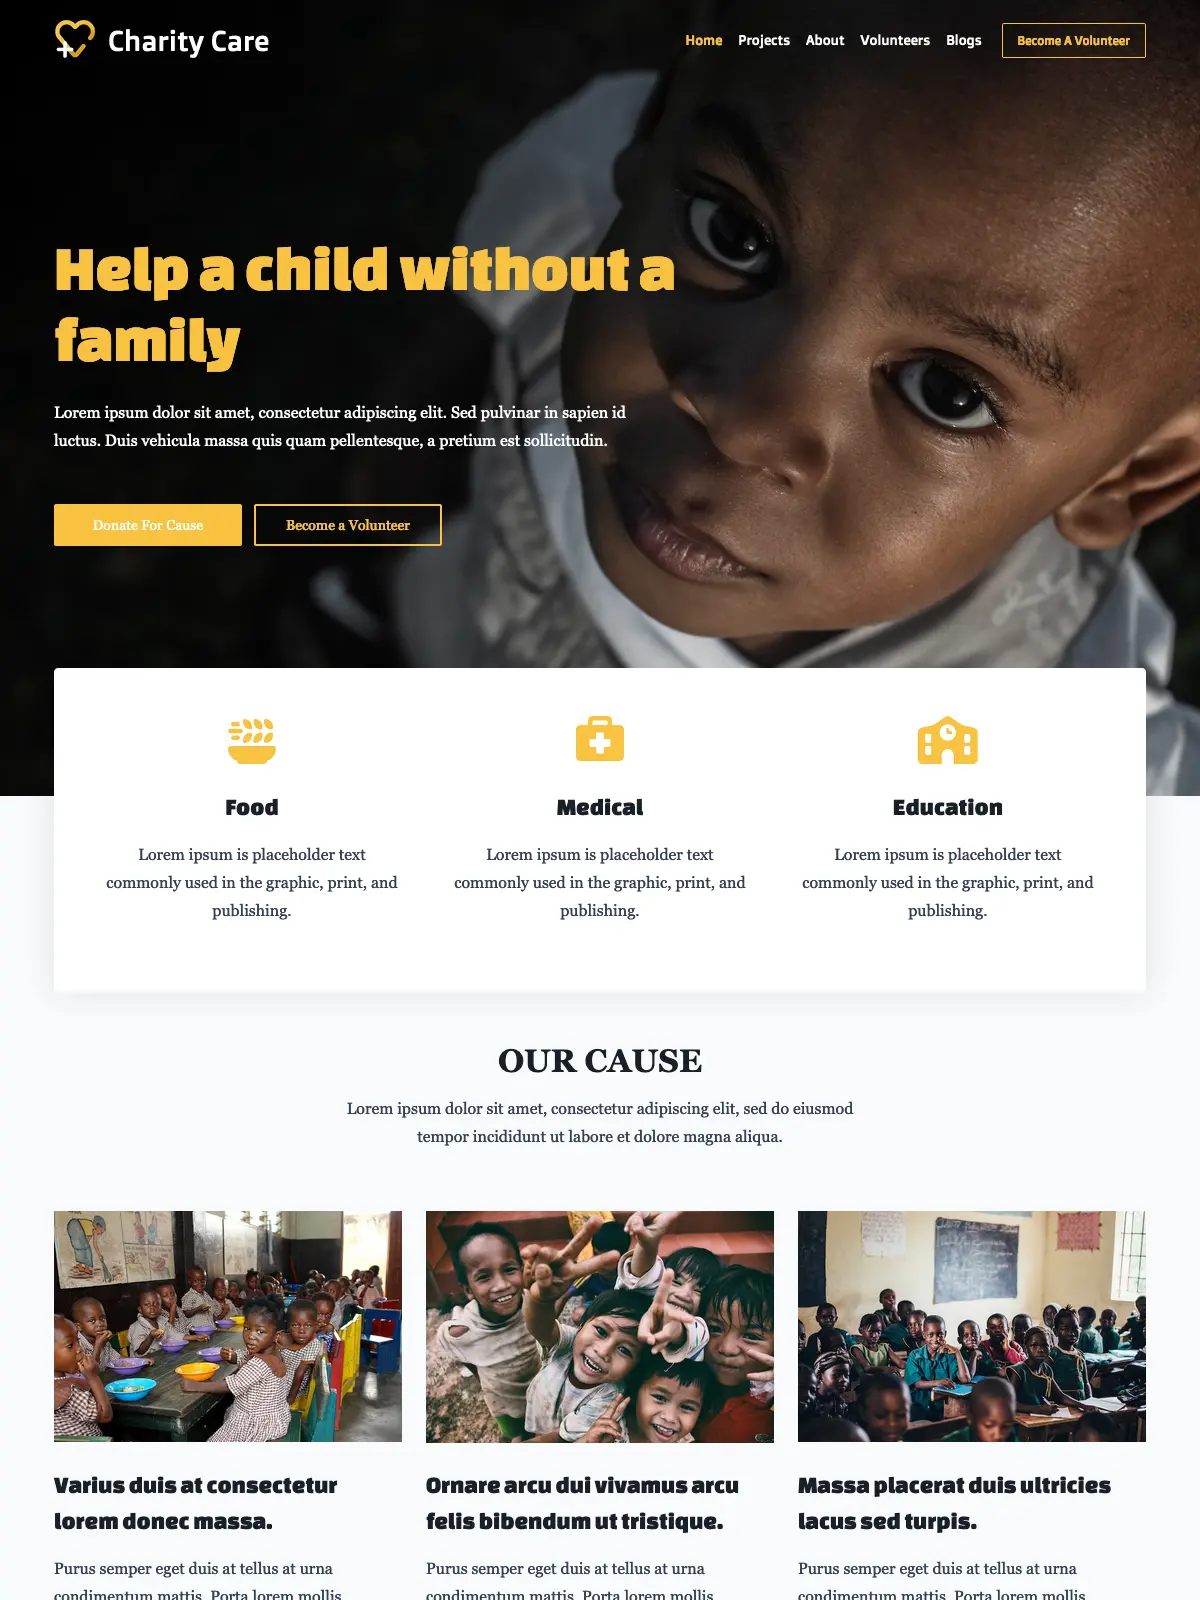 Charity Care
Home Projects About Volunteers Blogs Become A Volunteer
Help a child without a
family
Lorem ipsum dolor sit amet, consectetur adipiscing elit. Sed pulvinar in sapien id
luctus. Duis vehicula massa quis quam pellentesque, a pretium est sollicitudin.
Donate For Cause Become a Volunteer
Food
Lorem ipsum is placeholder text
commonly used in the graphic, print, and
publishing.
Medical
Lorem ipsum is placeholder text
commonly used in the graphic, print, and
publishing.
Education
Lorem ipsum is placeholder text
commonly used in the graphic, print, and
publishing.
OUR CAUSE
Lorem ipsum dolor sit amet, consectetur adipiscing elit, sed do eiusmod
tempor incididunt ut labore et dolore magna aliqua.
Varius duis at consectetur
lorem donec massa.
Purus semper eget duis at tellus at urna
condimentum mattis. Porta lorem mollis
Ornare arcu dui vivamus arcu
felis bibendum ut tristique.
Purus semper eget duis at tellus at urna
condimentum mattis. Porta lorem mollis
Massa placerat duis ultricies
lacus sed turpis.
Purus semper eget duis at tellus at urna
condimentum mattis. Porta lorem mollis